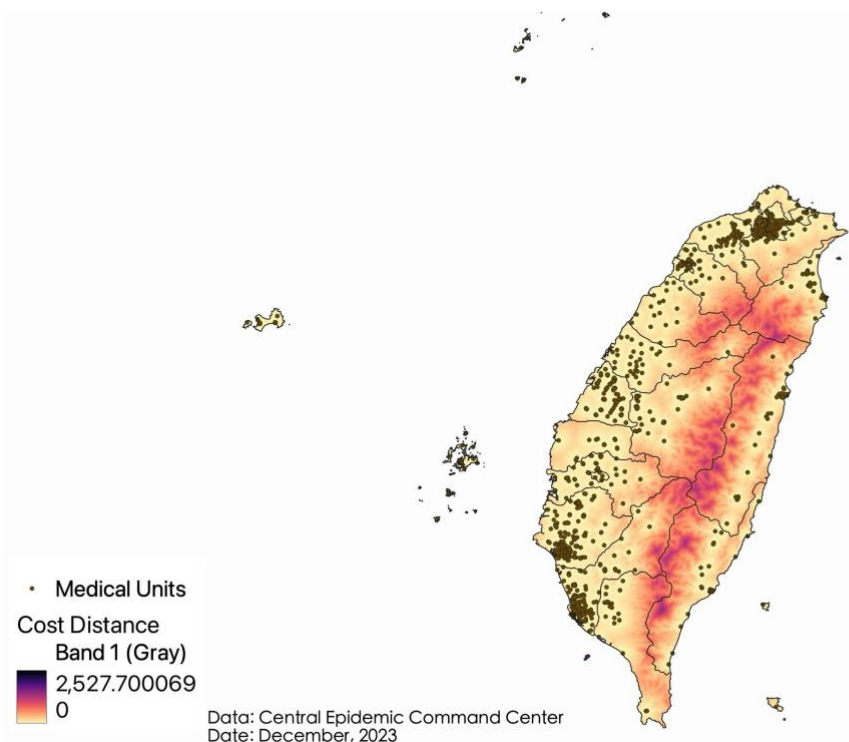 Medical Units
Cost Distance
Band 1 (Gray)
2,527.700069
0
Data: Central Epidemic Command Center
Date: December, 2023